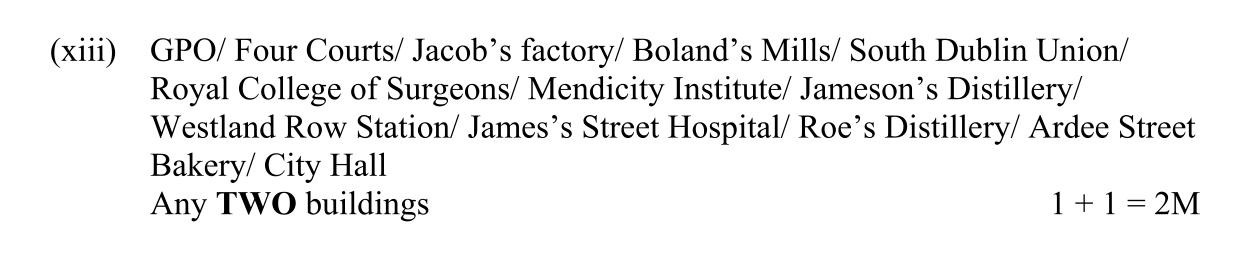 (xiii) GPO/ Four Courts/ Jacob’s factory/ Boland’s Mills/ South Dublin Union/
Royal College of Surgeons/ Mendicity Institute/ Jameson’s Distillery/
Westland Row Station/ James’s Street Hospital/ Roe’s Distillery/ Ardee Street
Bakery/ City Hall
Any TWO buildings 1 + 1 = 2M